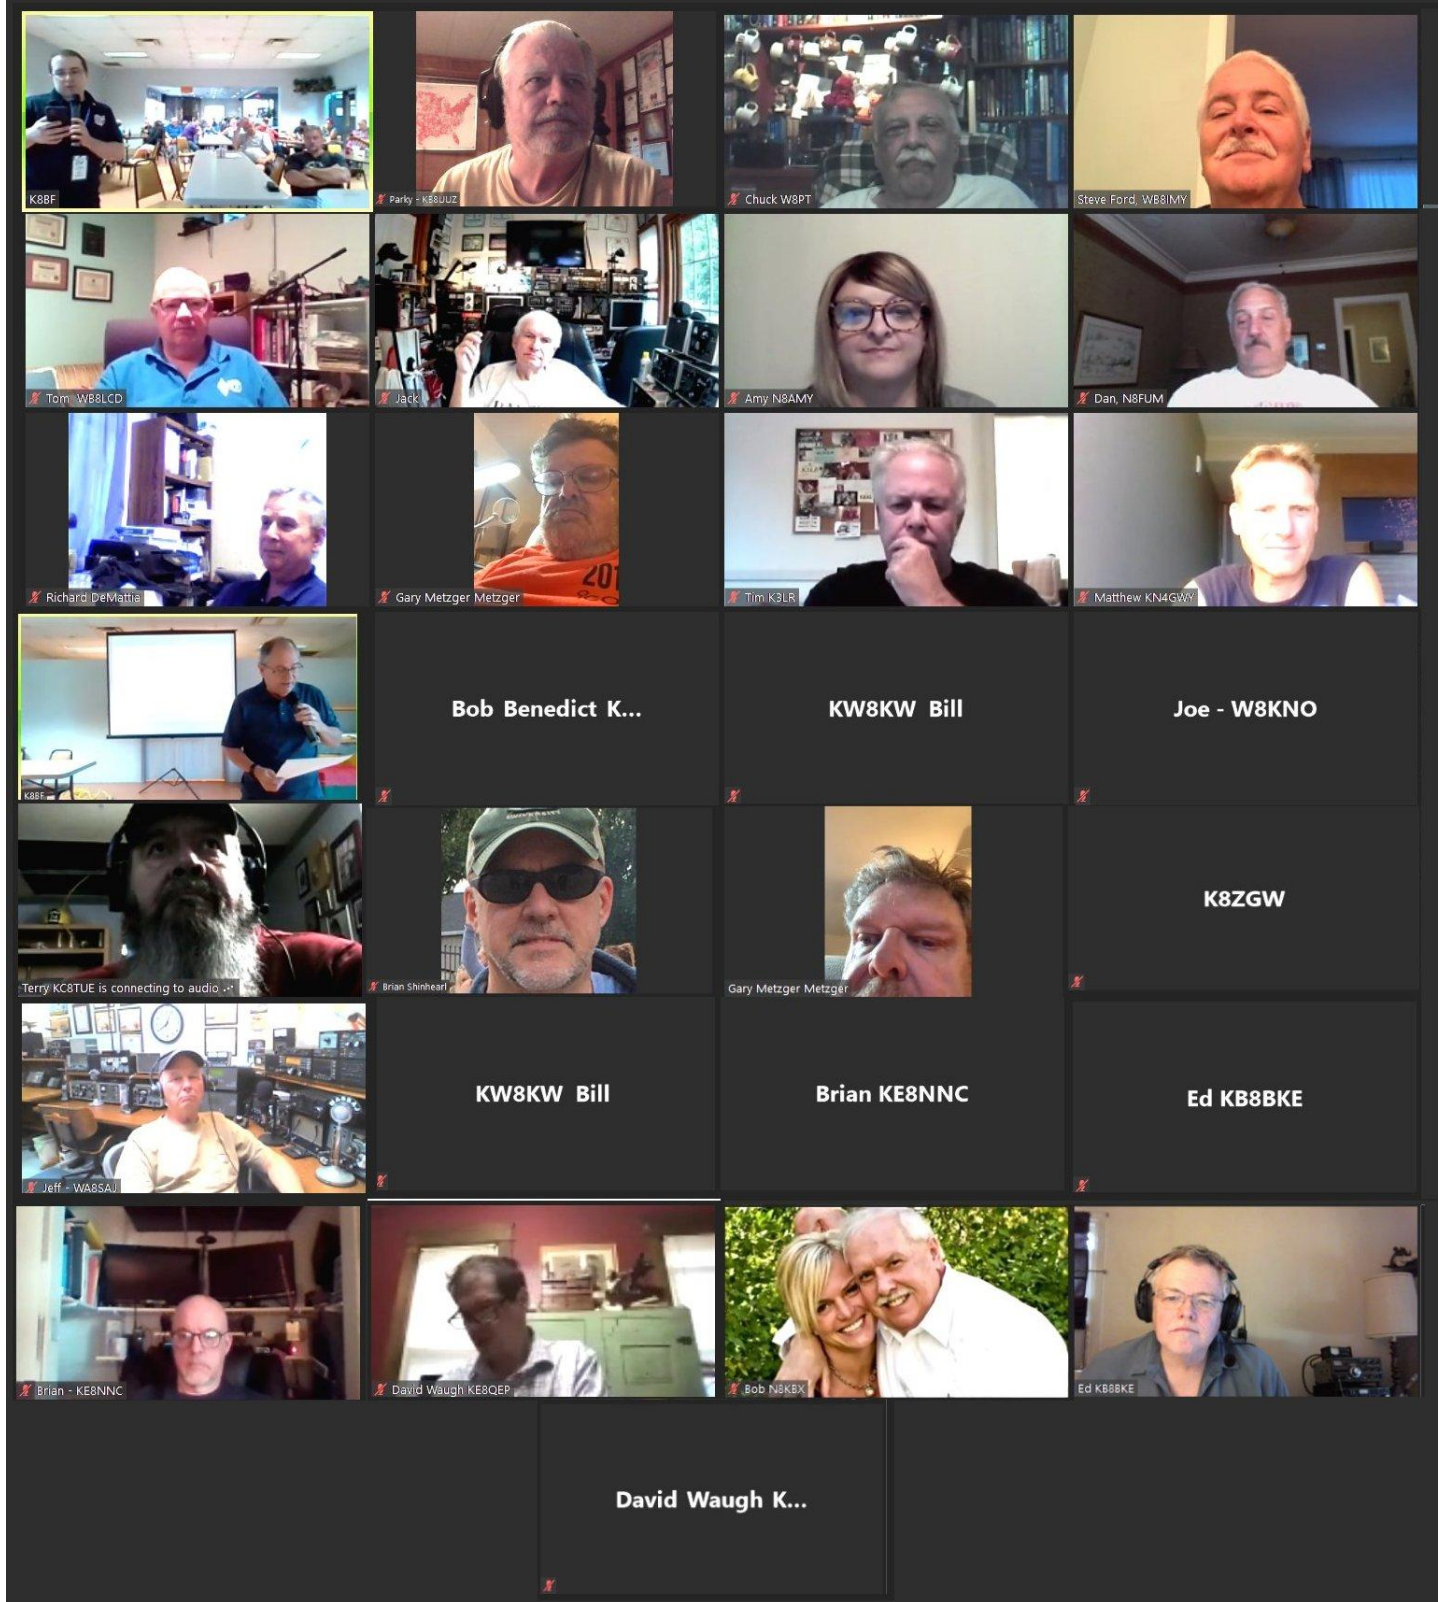 K8BF
Parky - KB8UUZ
Chuck W8PT
Steve Ford, WB8IMY
Tom WB8LCD
Jack
Amy N8AMY
Dan, N8FUM
Richard DeMattia
Gary Metzger Metzger
201
Tim K3LR
Matthew KN4GWY
K8BF
Bob Benedict K...
KW8KW Bill
Joe - W8KNO
Terry KC8TUE is connecting to audio
UNIVERSITY
Brian Shinhearl
Gary Metzger Metzger
K8ZGW
Jeff - WA8SAJ
KW8KW Bill
Brian KE8NNC
Ed KB8BKE
Brian - KE8NNC
David Waugh KE8QEP
Bob N8KBX
Ed KB8BKE
David Waugh K...